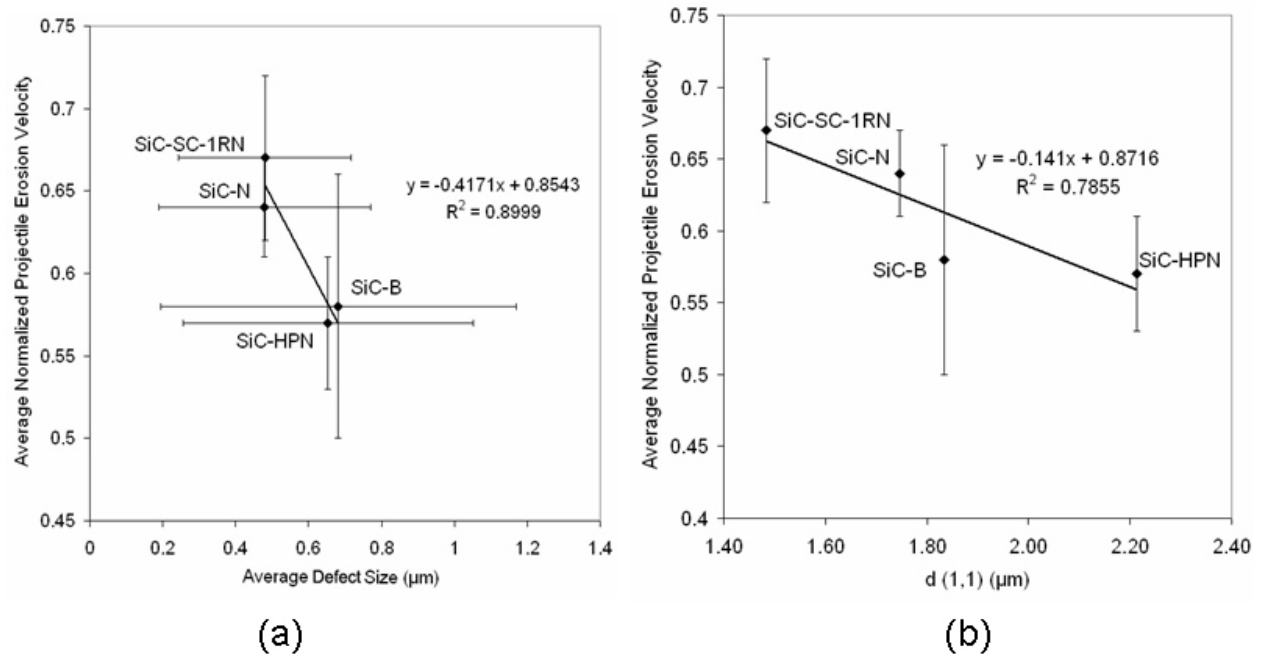 Average Normalized Projectile Erosion Velocity
0.75
0.7
0.65
0.6
0.55
0.5
0.45
SiC-SC-1RN
SiC-N
y = -0.4171x + 0.8543
R² = 0.8999
SiC-B
SiC-HPN
0 0.2 0.4 0.6 0.8 1 1.2 1.4
Average Defect Size (µm)
(a)
Average Normalized Projectile Erosion Velocity
0.75
0.7
0.65
0.6
0.55
0.5
0.45
0.4
SiC-SC-1RN
SiC-N
y = -0.141x + 0.8716
R² = 0.7855
SiC-B
SiC-HPN
1.40 1.60 1.80 2.00 2.20 2.40
d (1,1) (µm)
(b)